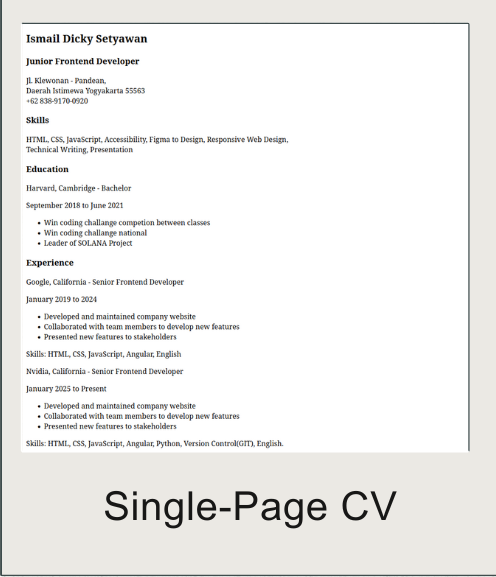 Ismail Dicky Setyawan
Junior Frontend Developer
Jl. Klewonan - Pandean,
Daerah Istimewa Yogyakarta 55563
+62 838-9170-0920
Skills
HTML, CSS, JavaScript, Accessibility, Figma to Design, Responsive Web Design,
Technical Writing, Presentation
Education
Harvard, Cambridge - Bachelor
September 2018 to June 2021
• Win coding challange competion between classes
• Win coding challange national
• Leader of SOLANA Project
Experience
Google, California - Senior Frontend Developer
January 2019 to 2024
• Developed and maintained company website
• Collaborated with team members to develop new features
• Presented new features to stakeholders
Skills: HTML, CSS, JavaScript, Angular, English
Nvidia, California - Senior Frontend Developer
January 2025 to Present
• Developed and maintained company website
• Collaborated with team members to develop new features
• Presented new features to stakeholders
Skills: HTML, CSS, JavaScript, Angular, Python, Version Control(GIT), English.
Single-Page CV